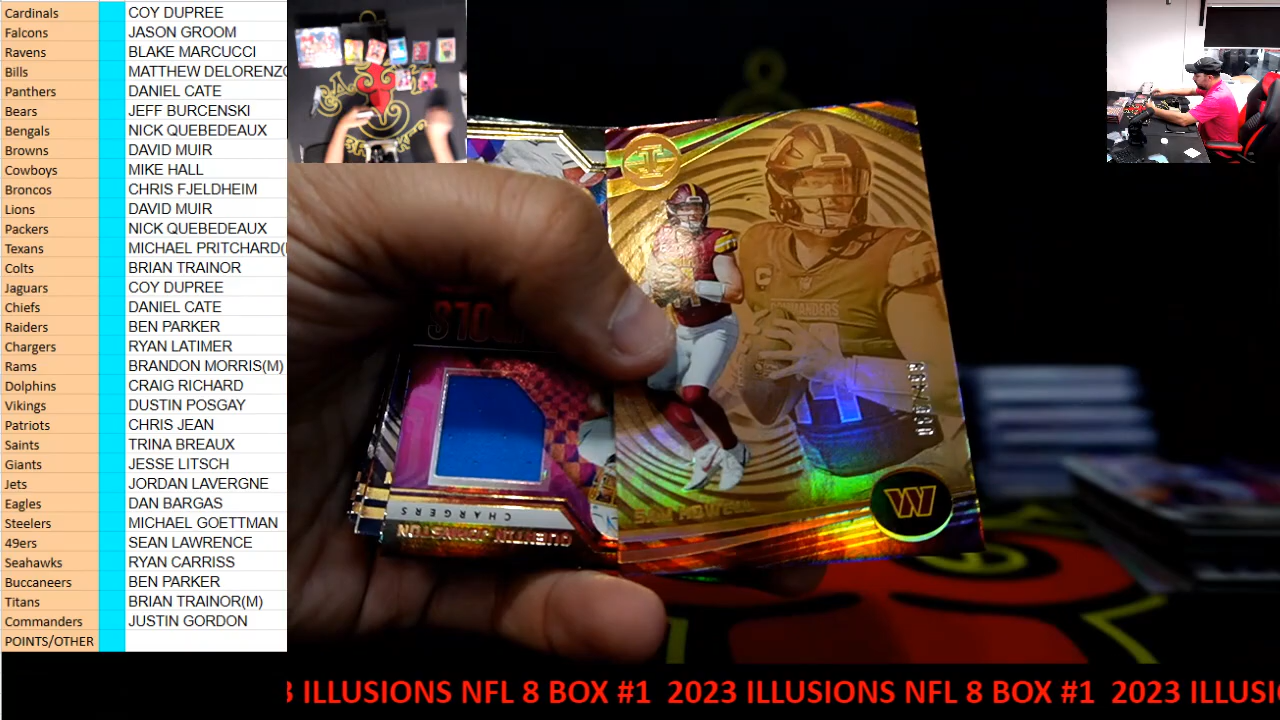 Cardinals COY DUPREE
Falcons JASON GROOM
Ravens BLAKE MARCUCCI
Bills MATTHEW DELORENZO
Panthers DANIEL CATE
Bears JEFF BURCENSKI
Bengals NICK QUEBEDEAUX
Browns DAVID MUIR
Cowboys MIKE HALL
Broncos CHRIS FJELDHEIM
Lions DAVID MUIR
Packers NICK QUEBEDEAUX
Texans MICHAEL PRITCHARD(
Colts BRIAN TRAINOR
Jaguars COY DUPREE
Chiefs DANIEL CATE
Raiders BEN PARKER
Chargers RYAN LATIMER
Rams BRANDON MORRIS(M)
Dolphins CRAIG RICHARD
Vikings DUSTIN POSGAY
Patriots CHRIS JEAN
Saints TRINA BREAUX
Giants JESSE LITSCH
Jets JORDAN LAVERGNE
Eagles DAN BARGAS
Steelers MICHAEL GOETTMAN
49ers SEAN LAWRENCE
Seahawks RYAN CARRISS
Buccaneers BEN PARKER
Titans BRIAN TRAINOR(M)
Commanders JUSTIN GORDON
POINTS/OTHER
COMMANDERS
SAM HOWELL
W
CHARGERS
QUENTIN JOHNSTON
3 ILLUSIONS NFL 8 BOX #1 2023 ILLUSIONS NFL 8 BOX #1 2023 ILLUSI